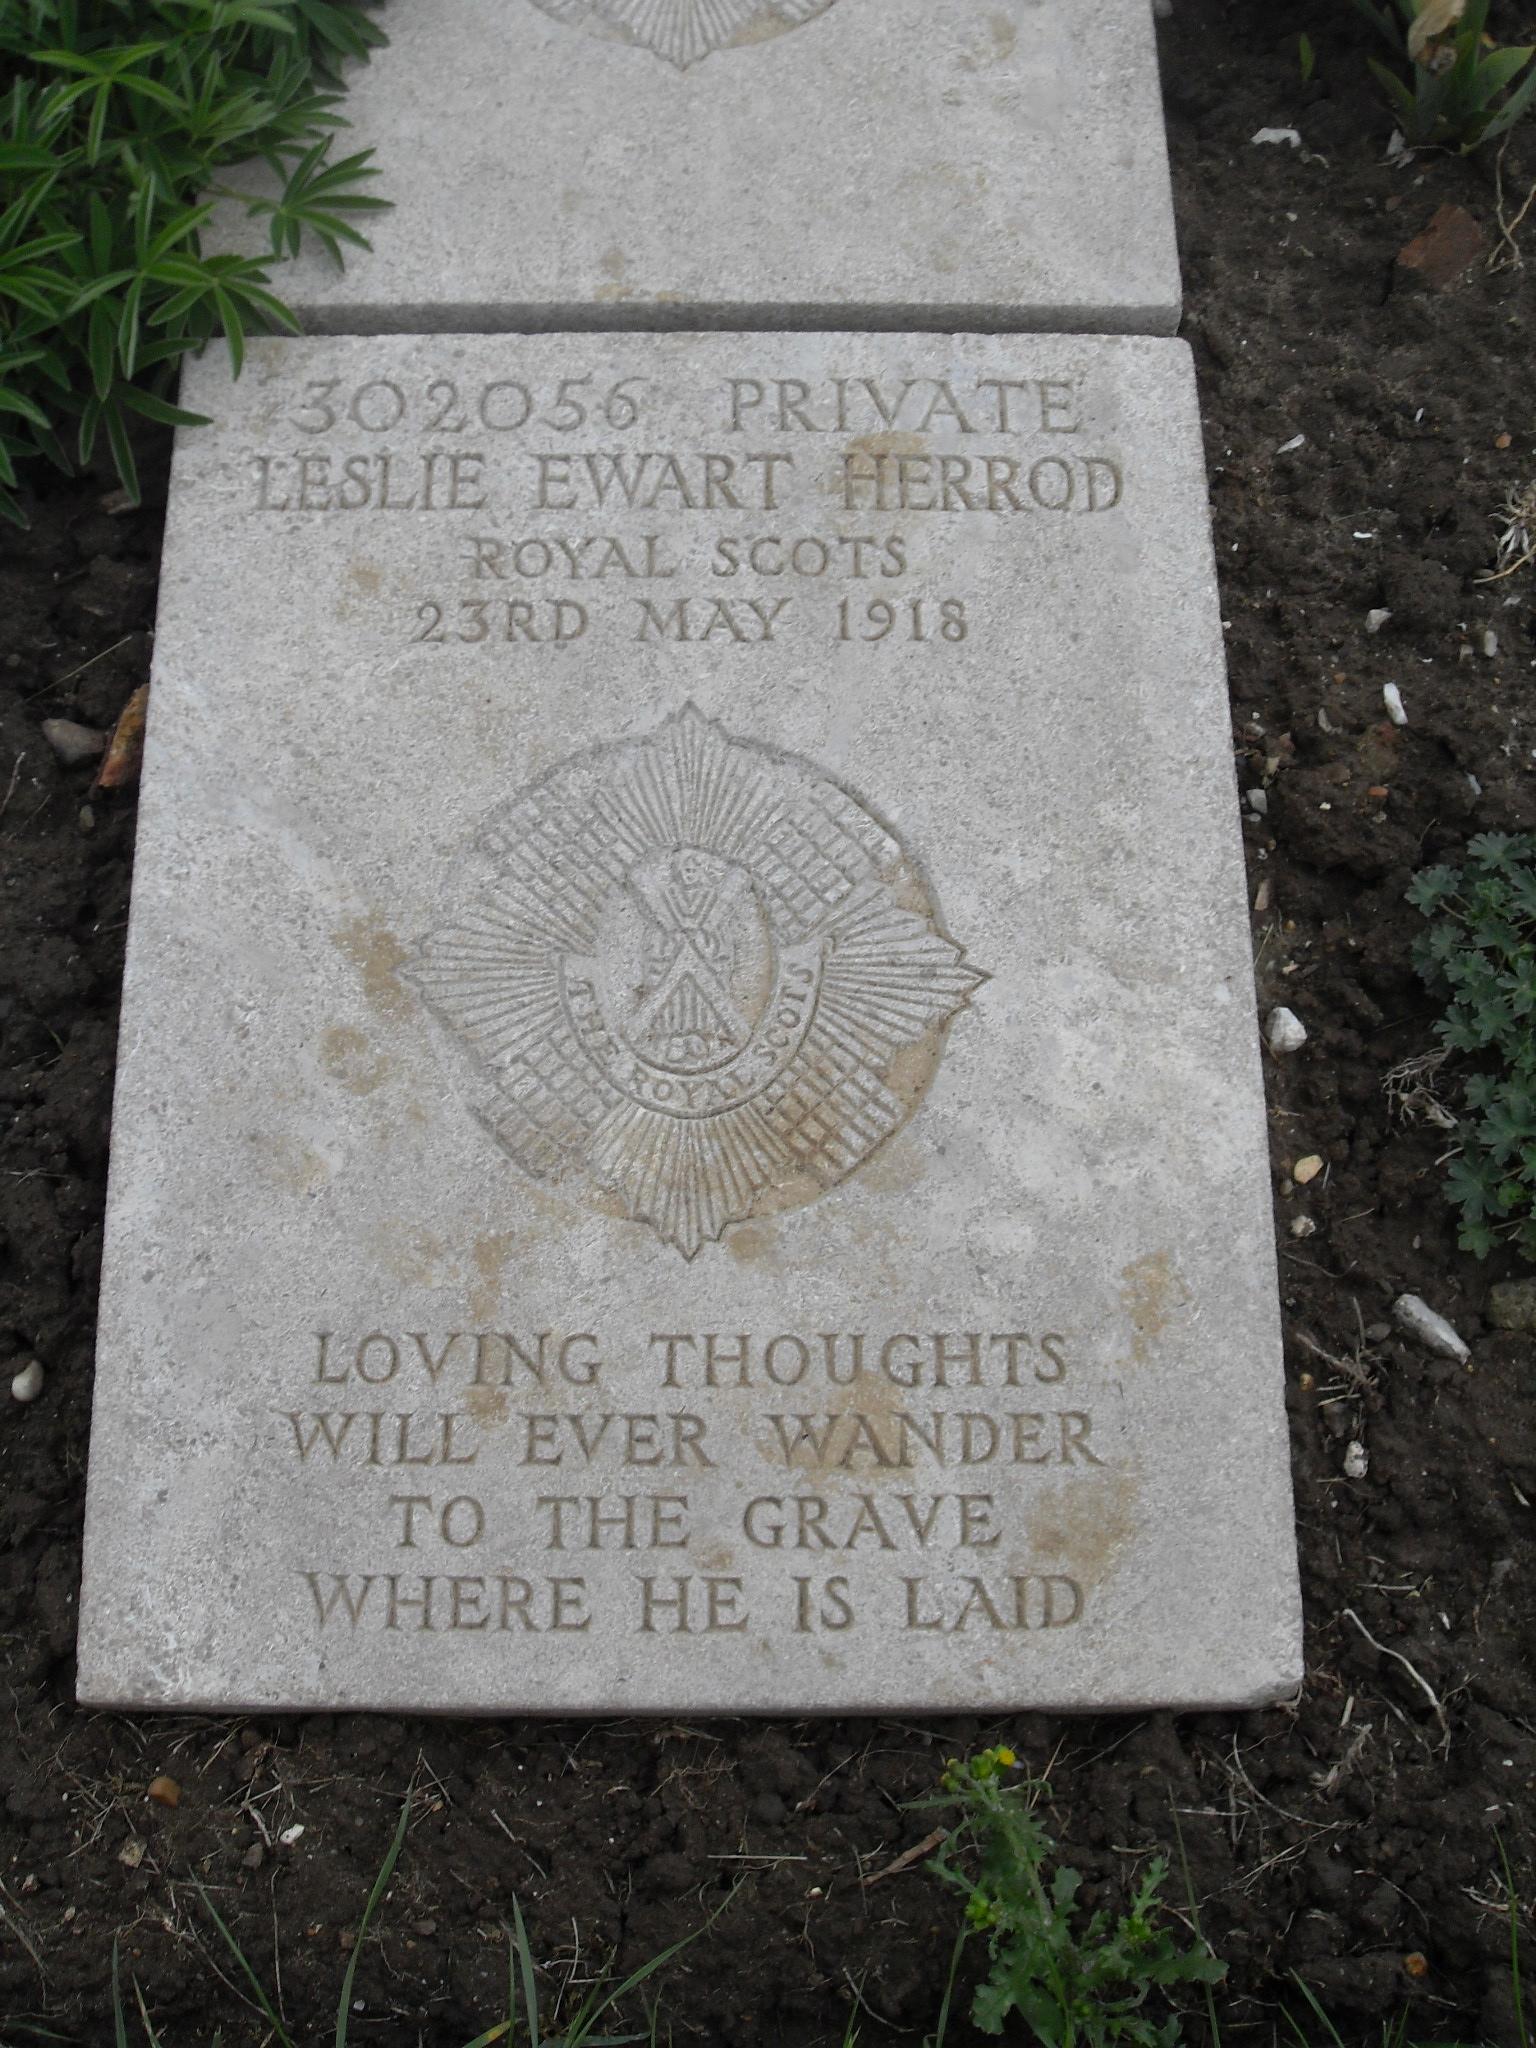 302056 PRIVATE
LESLIE EWART HERROD
ROYAL SCOTS
23RD MAY 1918
THE ROYAL SCOTS
LOVING THOUGHTS
WILL EVER WANDER
TO THE GRAVE
WHERE HE IS LAID